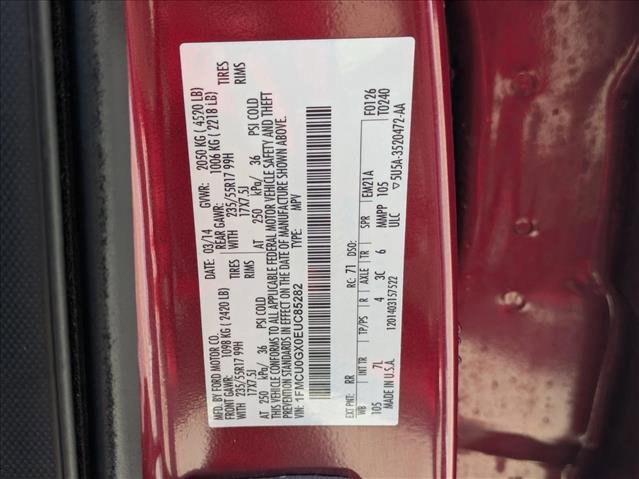 MFD. BY FORD MOTOR CO.
DATE: 03/14 GVWR: 2050 KG ( 4520 LB)
FRONT GAWR: 1098 KG ( 2420 LB) REAR GAWR: 1006 KG ( 2218 LB)
WITH 235/55R17 99H TIRES WITH 235/55R17 99H TIRES
17X7.5J RIMS 17X7.5J RIMS
AT 250 kPa/ 36 PSI COLD AT 250 kPa/ 36 PSI COLD
THIS VEHICLE CONFORMS TO ALL APPLICABLE FEDERAL MOTOR VEHICLE SAFETY AND THEFT
PREVENTION STANDARDS IN EFFECT ON THE DATE OF MANUFACTURE SHOWN ABOVE.
VIN: 1FMCU0GX0EUC85282 TYPE: MPV
EXT PNT: RR RC: 71 DSO: F0126
T0240
WB INT TR TP/PS R AXLE TR SPR EM21A
105 7L 4 3C 6 MMPP 105
MADE IN U.S.A. 1201403157522 ULC ▽5U5A-3520472-AA